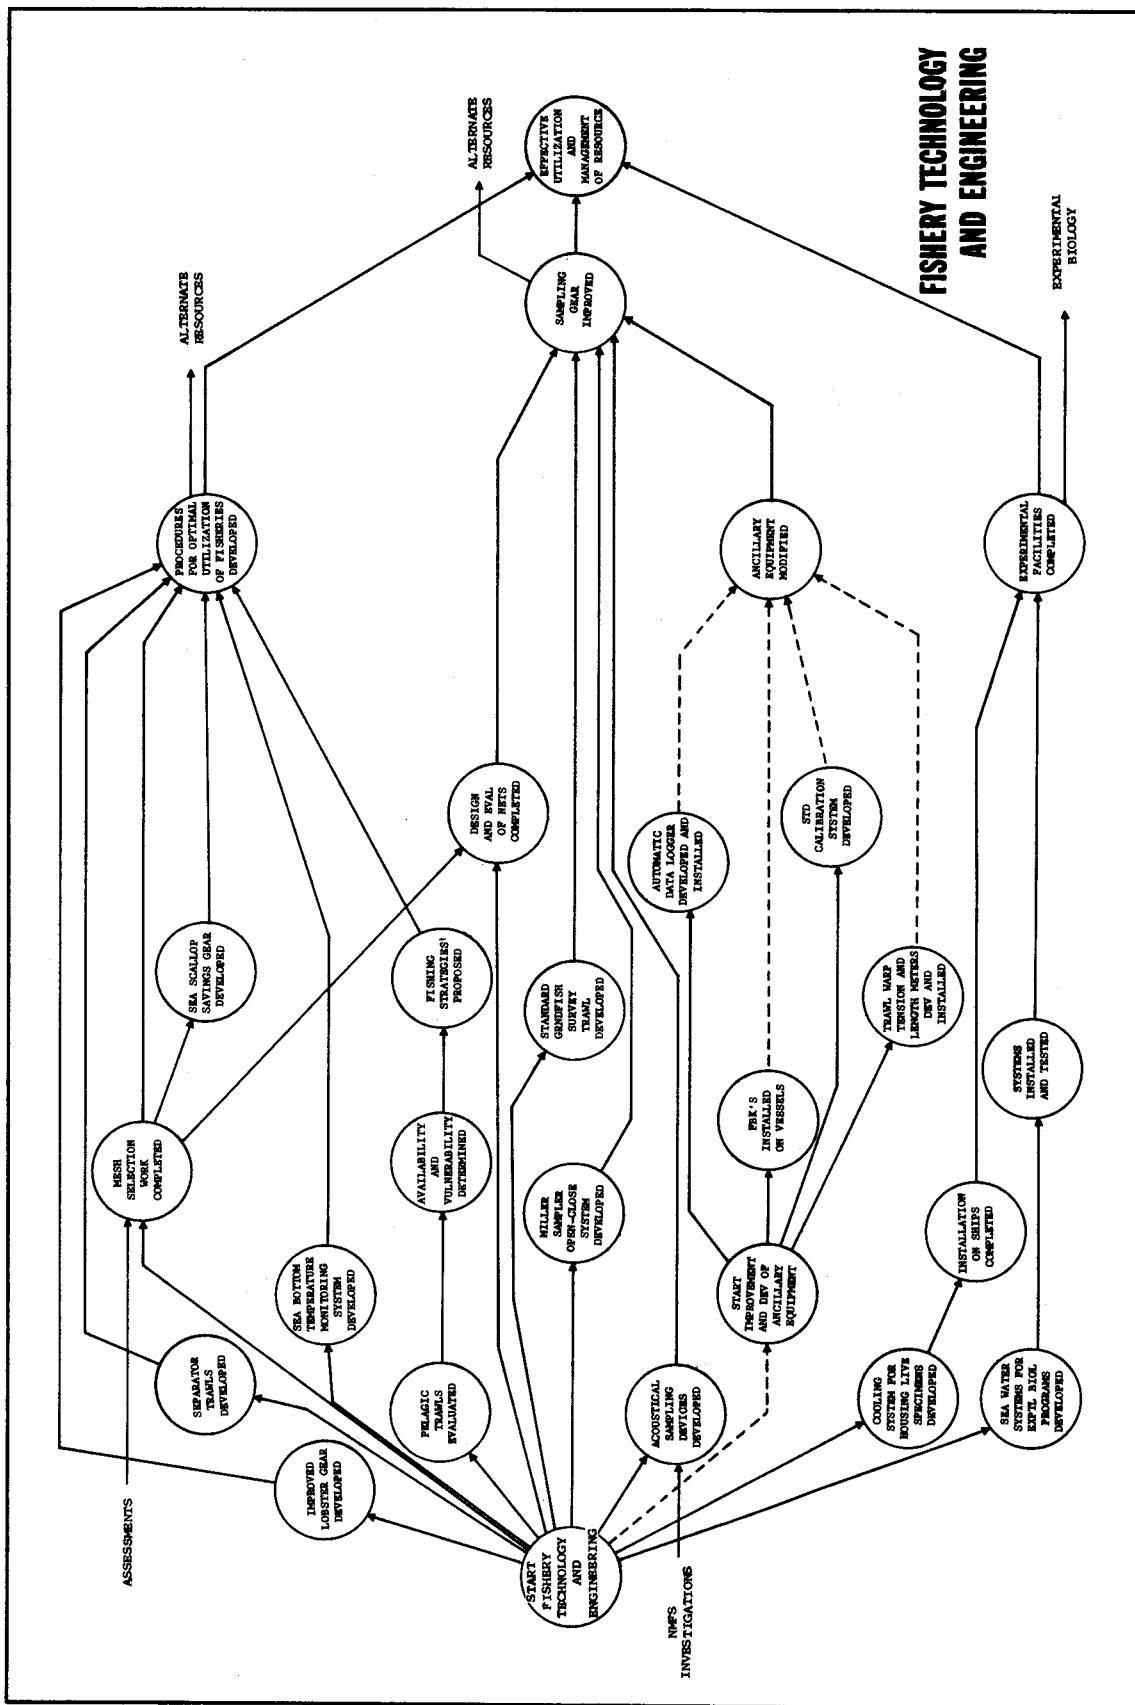 FISHERY TECHNOLOGY
AND ENGINEERING
ASSESSMENTS
START
FISHERY
TECHNOLOGY
AND
ENGINEERING
NMFS
INVESTIGATIONS
IMPROVED
LOBSTER GEAR
DEVELOPED
SEPARATOR
TRAWLS
DEVELOPED
SEA BOTTOM
TEMPERATURE
MONITORING
SYSTEM
DEVELOPED
PELAGIC
TRAWLS
EVALUATED
ACOUSTICAL
SAMPLING
DEVICES
DEVELOPED
COOLING
SYSTEM FOR
HOUSING LIVE
SPECIMENS
DEVELOPED
SEA WATER
SYSTEMS FOR
EXPTL BIOL
PROGRAMS
DEVELOPED
MESH
SELECTION
WORK
COMPLETED
AVAILABILITY
AND
VULNERABILITY
DETERMINED
MILLER
SAMPLER
OPEN-CLOSE
SYSTEM
DEVELOPED
START
IMPROVEMENT
AND DEV OF
ANCILLARY
EQUIPMENT
INSTALLATION
ON SHIPS
COMPLETED
SEA SCALLOP
SAVINGS GEAR
DEVELOPED
FISHING
STRATEGIES
PROPOSED
STANDARD
GRNDFISH
SURVEY
TRAWL
DEVELOPED
INSTALLED
ON VESSELS
TRAWL WARP
TENSION AND
LENGTH METERS
DEV AND
INSTALLED
SYSTEMS
INSTALLED
AND TESTED
DESIGN
AND EVAL
OF NETS
COMPLETED
AUTOMATIC
DATA LOGGER
DEVELOPED AND
INSTALLED
STD
CALIBRATION
SYSTEM
DEVELOPED
PROCEDURES
FOR OPTIMAL
UTILIZATION
OF FISHERIES
DEVELOPED
ANCILLARY
EQUIPMENT
MODIFIED
EXPERIMENTAL
FACILITIES
COMPLETED
ALTERNATE
RESOURCES
SAMPLING
GEAR
IMPROVED
EXPERIMENTAL
BIOLOGY
ALTERNATE
RESOURCES
EFFECTIVE
UTILIZATION
AND
MANAGEMENT
OF RESOURCE